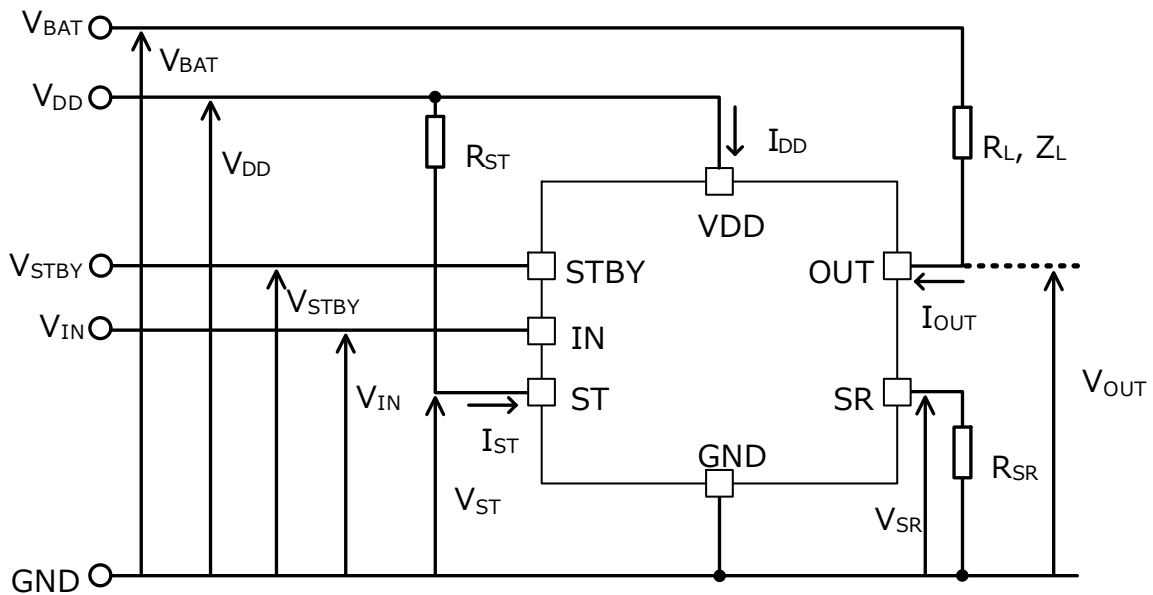 VBAT
VBAT
VDD
IDD
RL, ZL
RST
VDD
VDD
VSTBY
STBY
OUT
VSTBY
IOUT
VIN
IN
VIN
VOUT
ST
SR
IST
GND
RSR
VST
VSR
GND